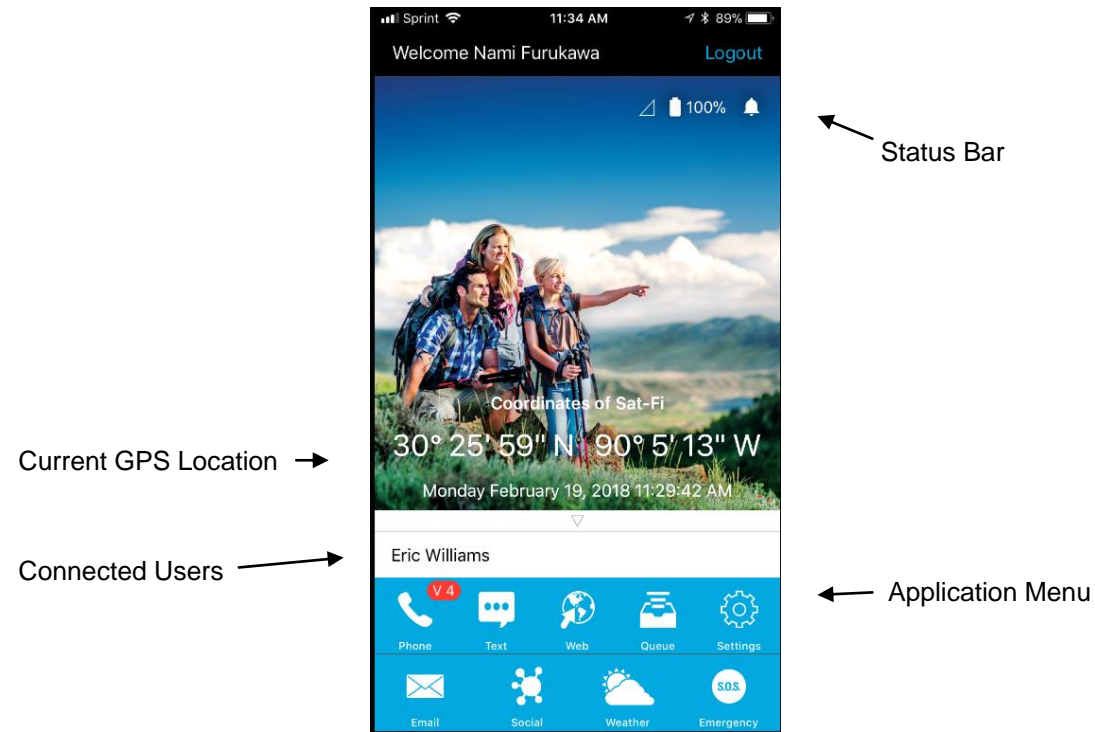 Sprint 11:34 AM 89%
Welcome Nami Furukawa Logout
100%
Status Bar
Coordinates of Sat-Fi
30° 25' 59" N 90° 5' 13" W
Current GPS Location
Monday February 19, 2018 11:29:42 AM
Eric Williams
Connected Users
V 4
Application Menu
Phone Text Web Queue Settings
S.O.S.
Email Social Weather Emergency